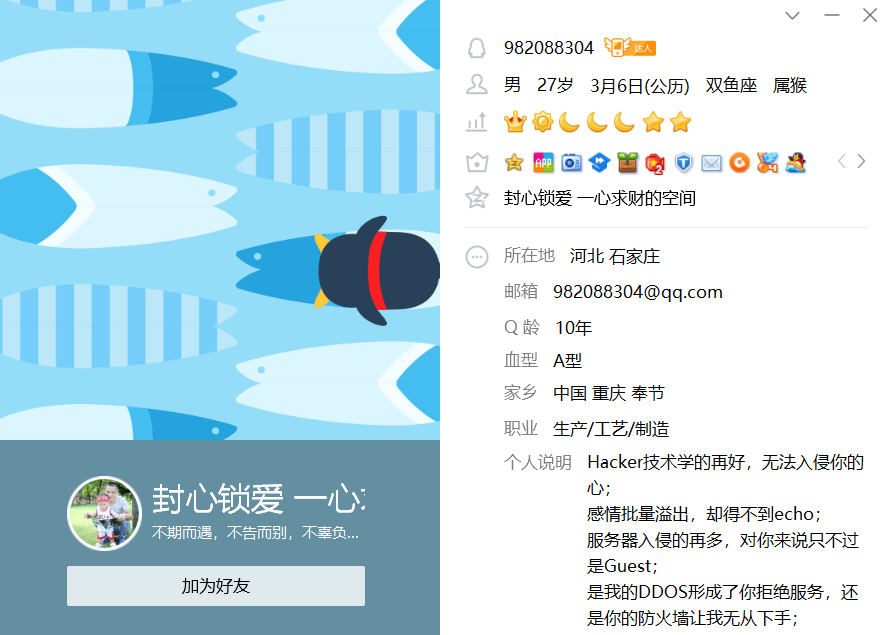 982088304 达人
男 27岁 3月6日(公历) 双鱼座 属猴
APP
封心锁爱 一心求财的空间
所在地 河北 石家庄
邮箱 982088304@qq.com
Q 龄 10年
血型 A型
家乡 中国 重庆 奉节
职业 生产/工艺/制造
个人说明 Hacker技术学的再好，无法入侵你的
心；
感情批量溢出，却得不到echo；
服务器入侵的再多，对你来说只不过
是Guest；
是我的DDOS形成了你拒绝服务，还
是你的防火墙让我无从下手；
封心锁爱 一心
不期而遇，不告而别，不辜负...
加为好友